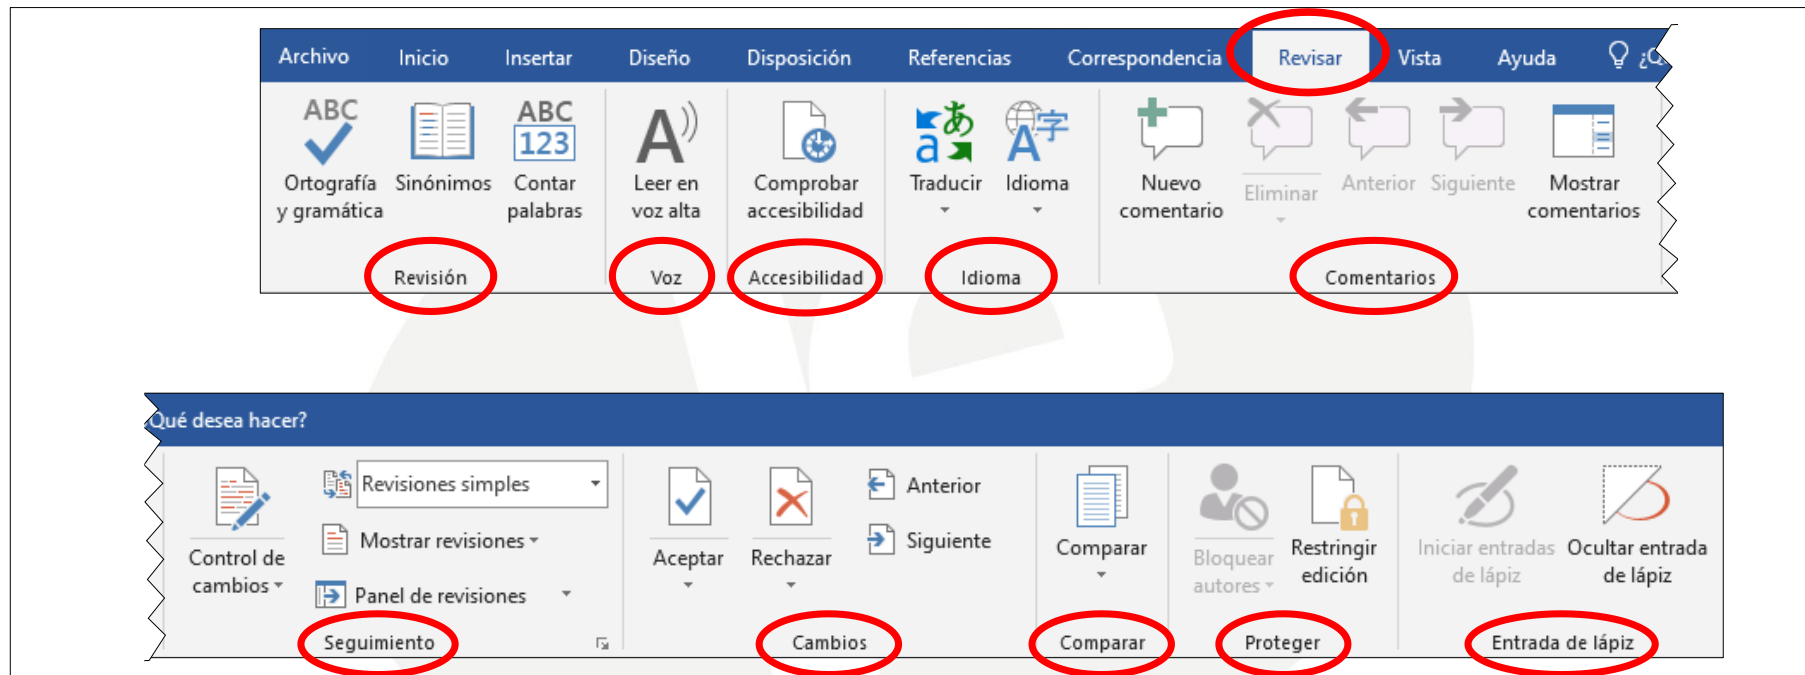 Archivo Inicio Insertar Diseño Disposición Referencias Correspondencia Revisar Vista Ayuda ¿Q
ABC
ABC
123
Ortografía y gramática
Sinónimos
Contar palabras
Leer en voz alta
Comprobar accesibilidad
Traducir
Idioma
Nuevo comentario
Eliminar
Anterior
Siguiente
Mostrar comentarios
Revisión Voz Accesibilidad Idioma Comentarios
Qué desea hacer?
Control de cambios
Revisiones simples
Mostrar revisiones
Panel de revisiones
Aceptar
Rechazar
Anterior
Siguiente
Comparar
Bloquear autores
Restringir edición
Iniciar entradas de lápiz
Ocultar entrada de lápiz
Seguimiento Cambios Comparar Proteger Entrada de lápiz